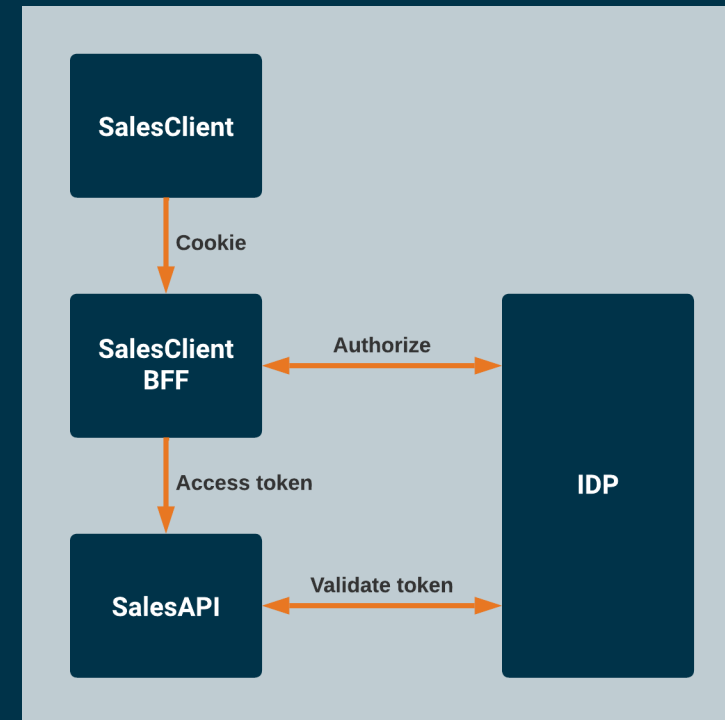 SalesClient
Cookie
SalesClient
BFF
Authorize
Access token
IDP
SalesAPI
Validate token